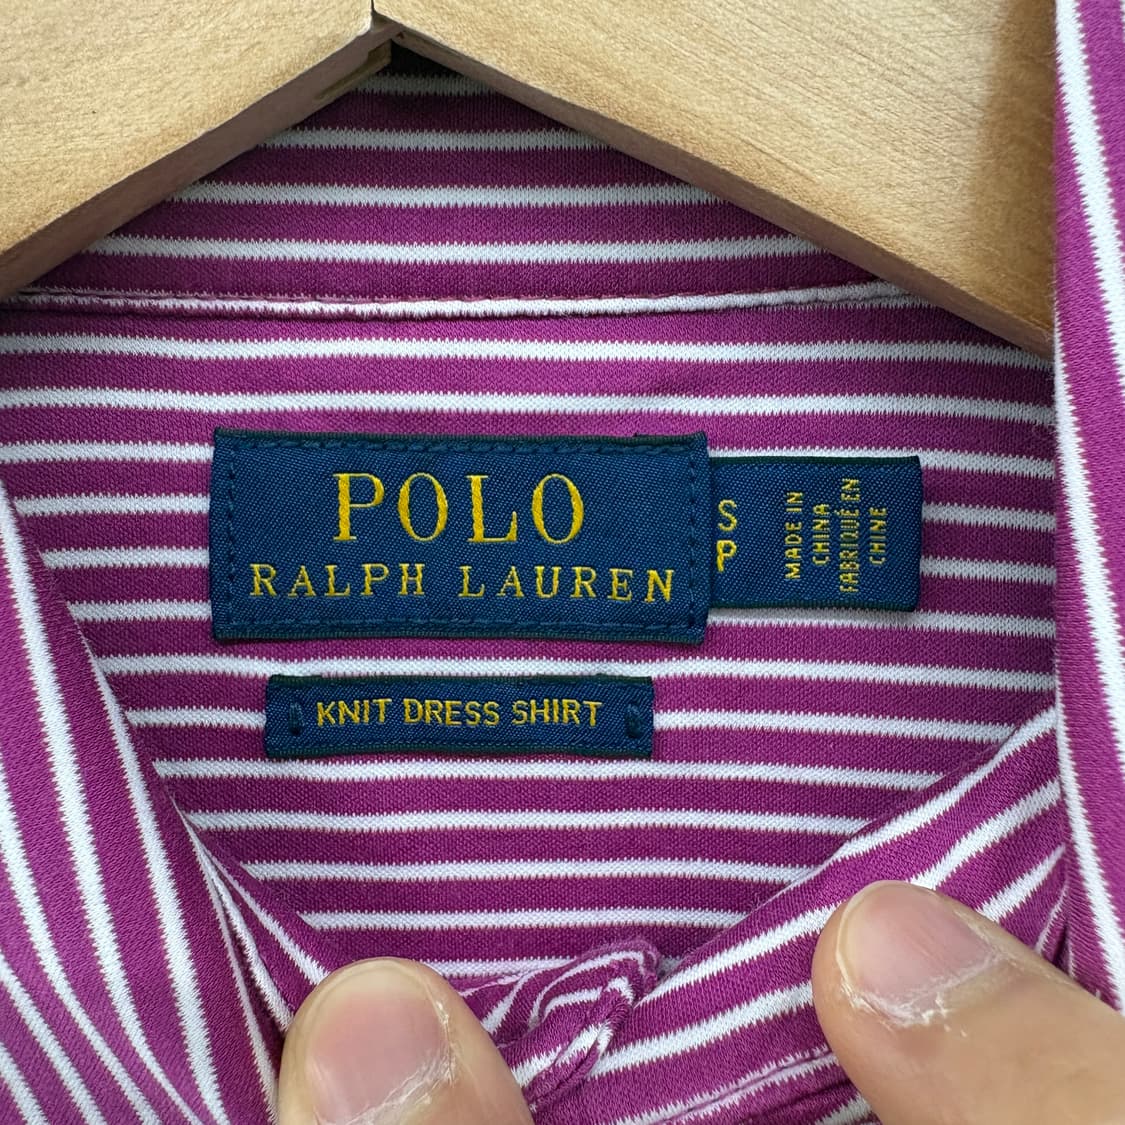 POLO
RALPH LAUREN
S
P
MADE IN
CHINA
FABRIQUÉ EN
CHINE
KNIT DRESS SHIRT